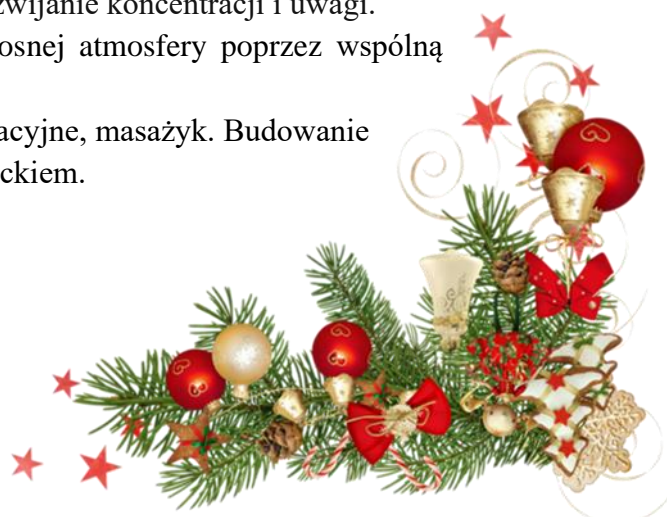 zwijanie koncentracji i uwagi.
osnej atmosfery poprzez wspólną
acyjne, masażyk. Budowanie
ckiem.